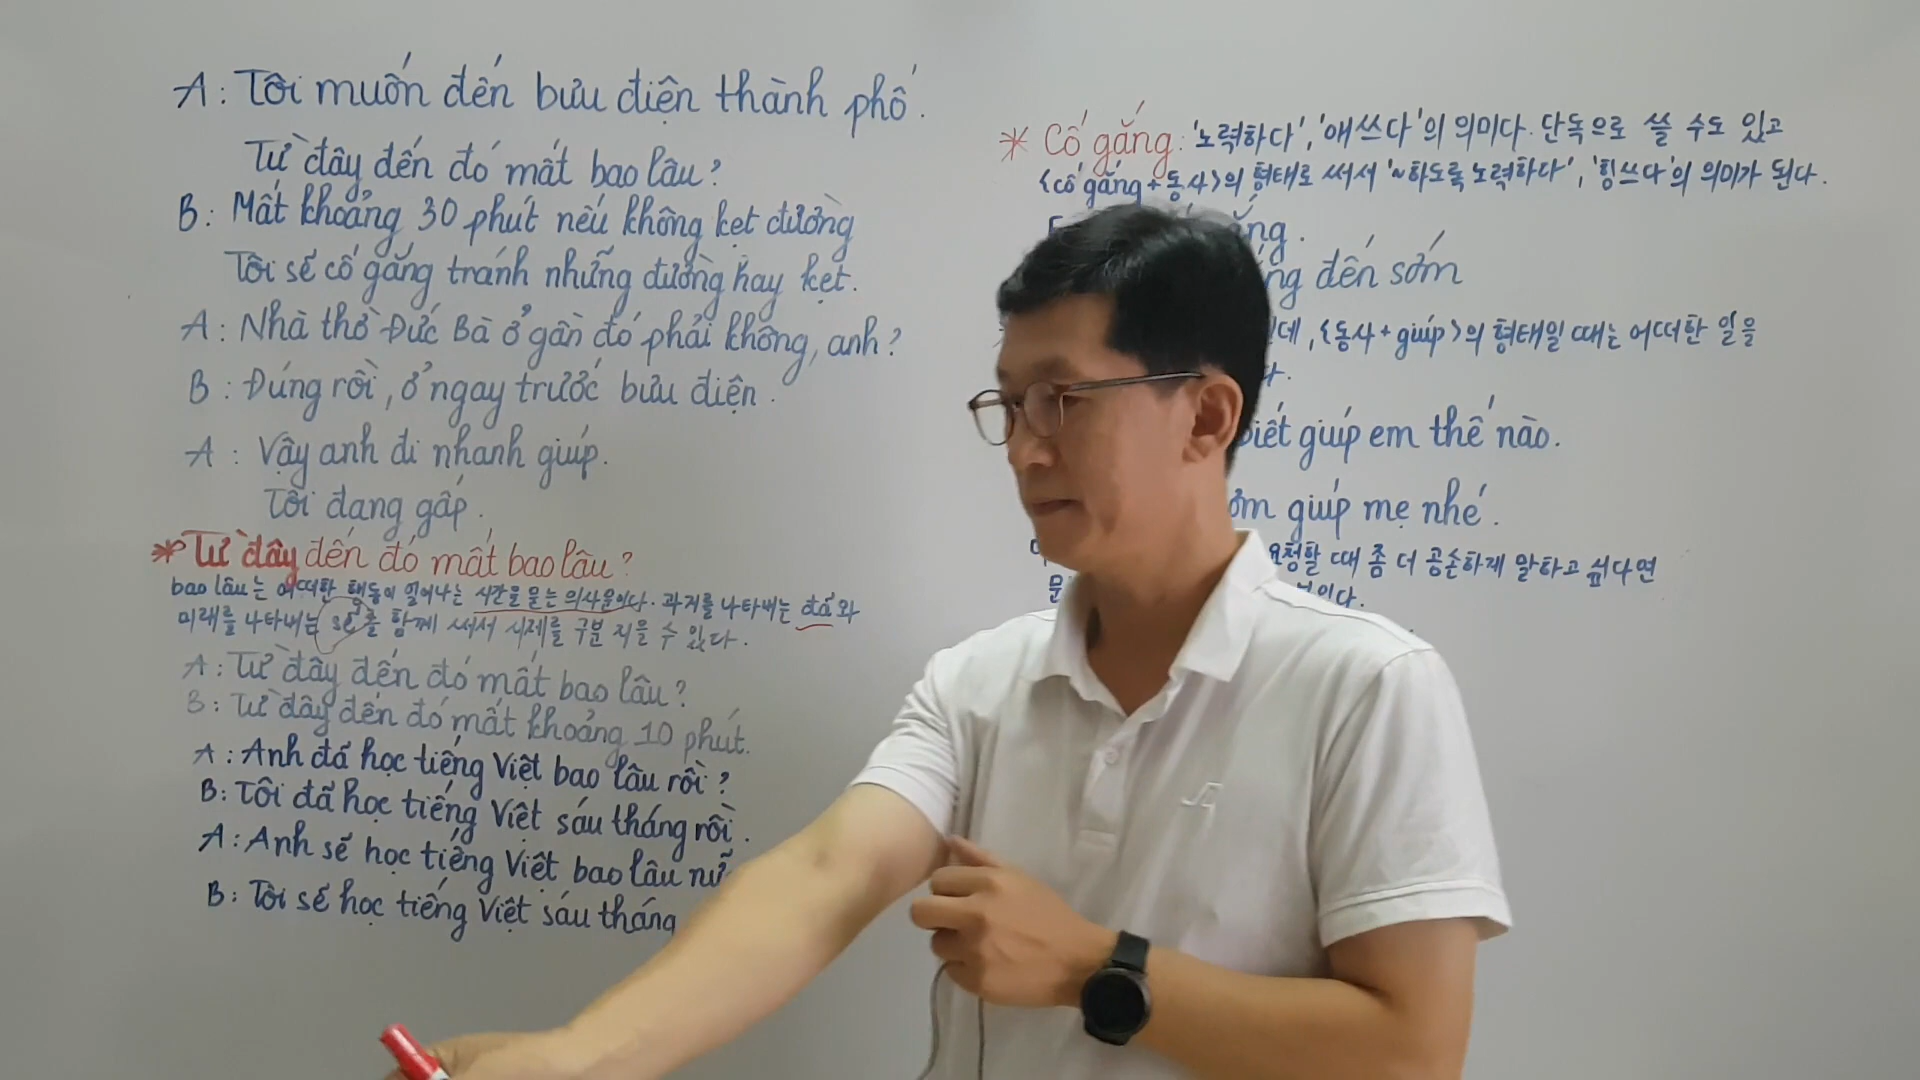 A: Tôi muốn đến bưu điện thành phố.
Từ đây đến đó mất bao lâu?
B: Mất khoảng 30 phút nếu không kẹt đường
Tôi sẽ cố gắng tránh những đường hay kẹt.
A: Nhà thờ Đức Bà ở gần đó phải không, anh?
B: Đúng rồi, ở ngay trước bưu điện.
A: Vậy anh đi nhanh giúp.
Tôi đang gấp.
* Từ đây đến đó mất bao lâu?
bao lâu는 어떠한 행동이 일어나는 시간을 묻는 의사문이다. 과거를 나타내는 đã와
미래를 나타내는 sẽ를 함께 써서 시제를 구분 지을 수 있다.
A: Từ đây đến đó mất bao lâu?
B: Từ đây đến đó mất khoảng 10 phút.
A: Anh đã học tiếng Việt bao lâu rồi?
B: Tôi đã học tiếng Việt sáu tháng rồi.
A: Anh sẽ học tiếng Việt bao lâu nữ
B: Tôi sẽ học tiếng Việt sáu tháng
* Cố gắng: '노력하다', '애쓰다'의 의미다. 단독으로 쓸 수도 있고
<cố gắng +동사>의 형태로 써서 '~하도록 노력하다', '힘쓰다'의 의미가 된다.
ng.
ng đến sớm
데, <동사 + giúp>의 형태일 때는 어떠한 일을
biết giúp em thế nào.
giúp mẹ nhé.
요청할 때 좀 더 공손하게 말하고 싶다면